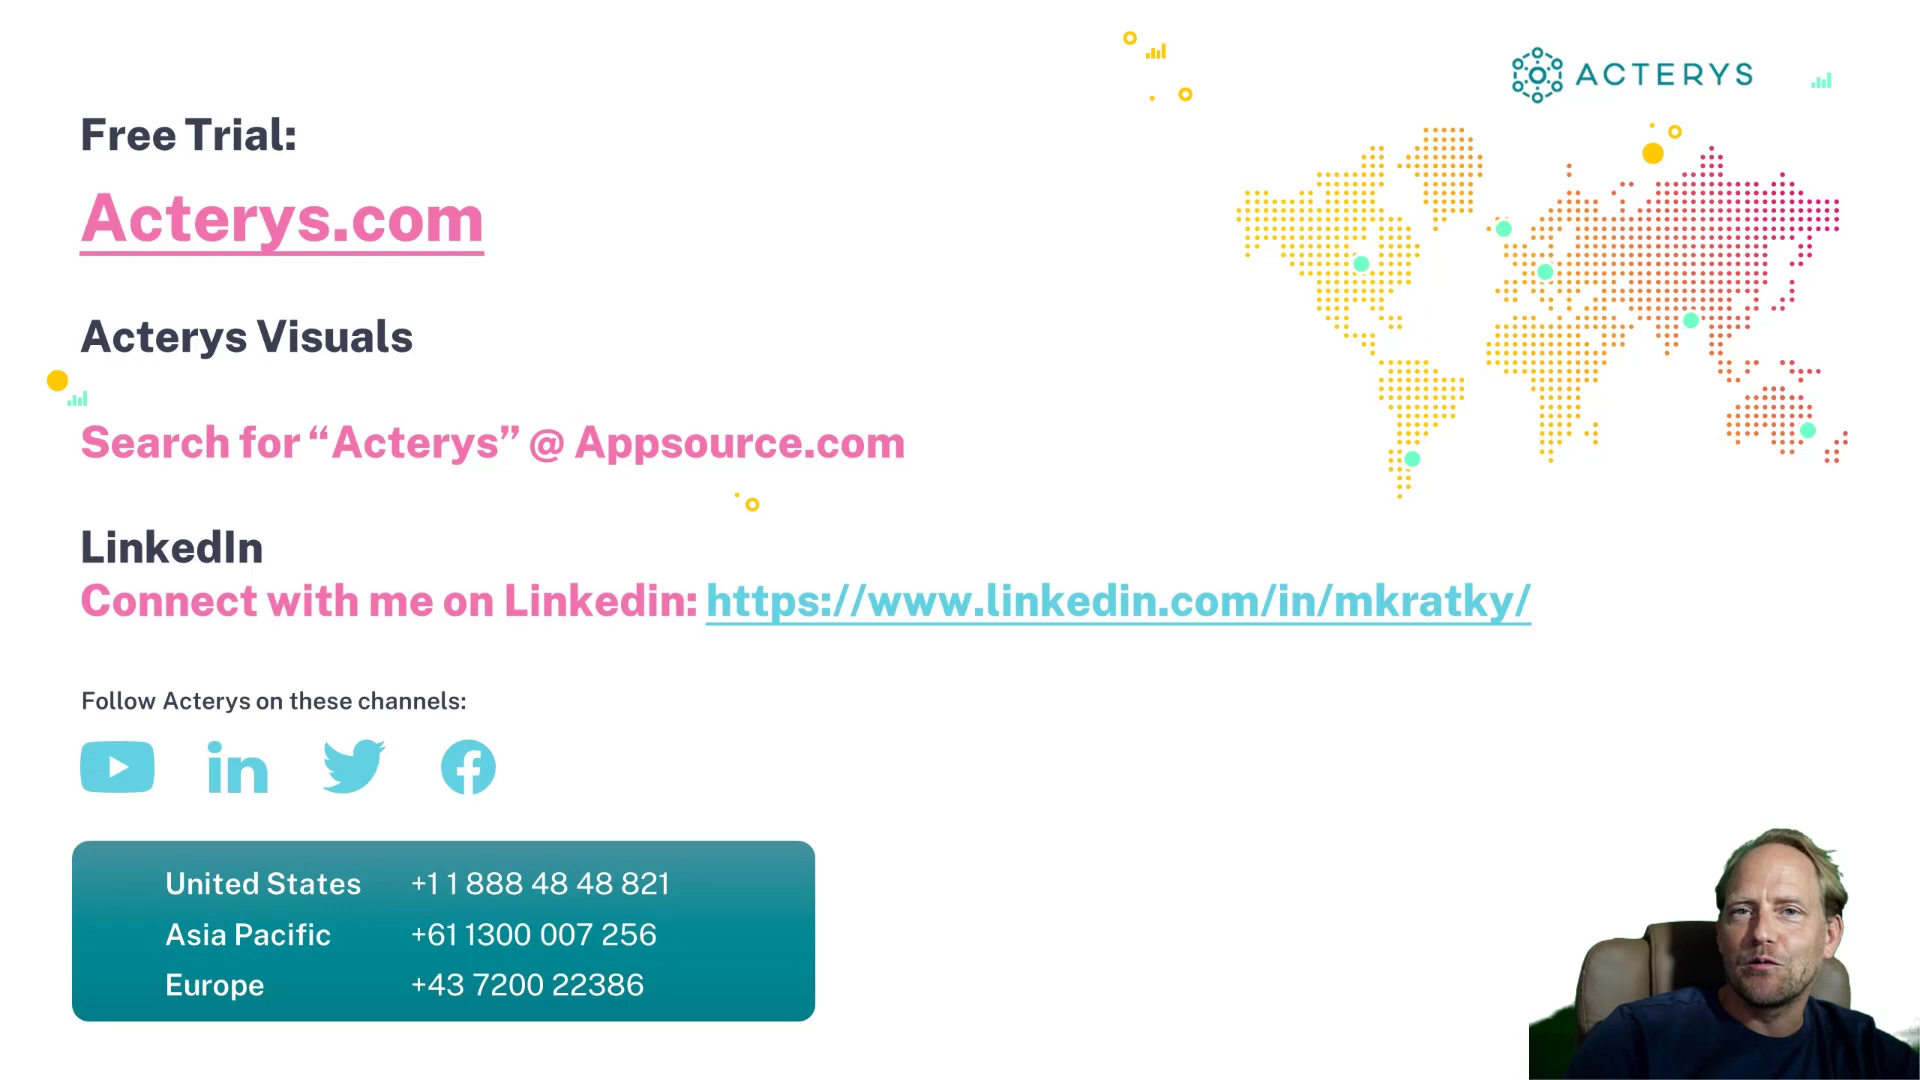 ACTERYS
Free Trial:
Acterys.com
Acterys Visuals
Search for “Acterys” @ Appsource.com
LinkedIn
Connect with me on Linkedin: https://www.linkedin.com/in/mkratky/
Follow Acterys on these channels:
in
United States +1 1 888 48 48 821
Asia Pacific +61 1300 007 256
Europe +43 7200 22386